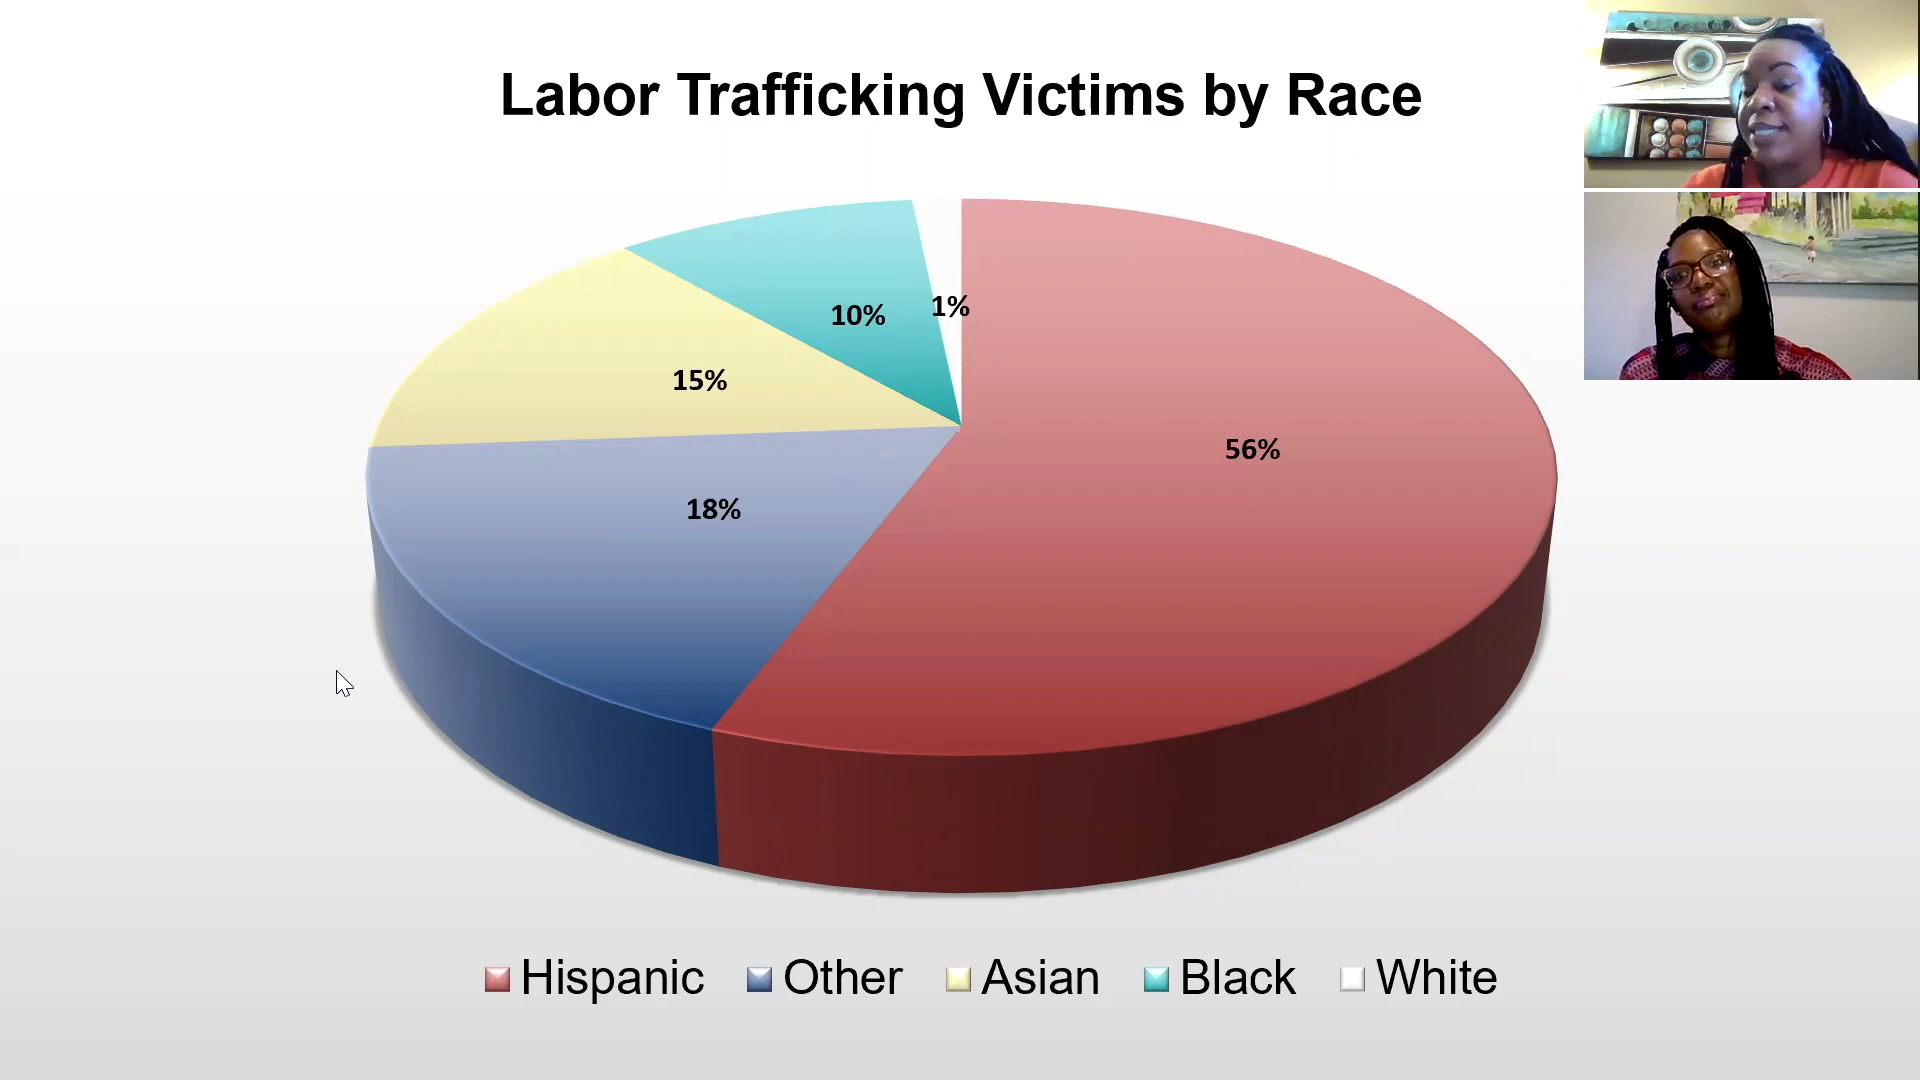 Labor Trafficking Victims by Race
1%
10%
15%
56%
18%
Hispanic Other Asian Black White